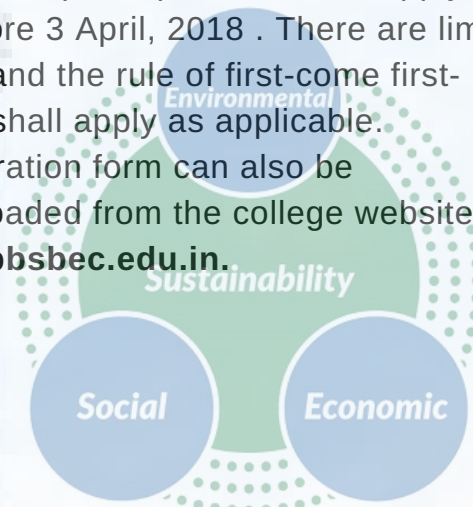 re 3 April, 2018 . There are lim
and the rule of first-come first-
shall apply as applicable.
Environmental
ration form can also be
oaded from the college website
bsbec.edu.in.
Sustainability
Social
Economic